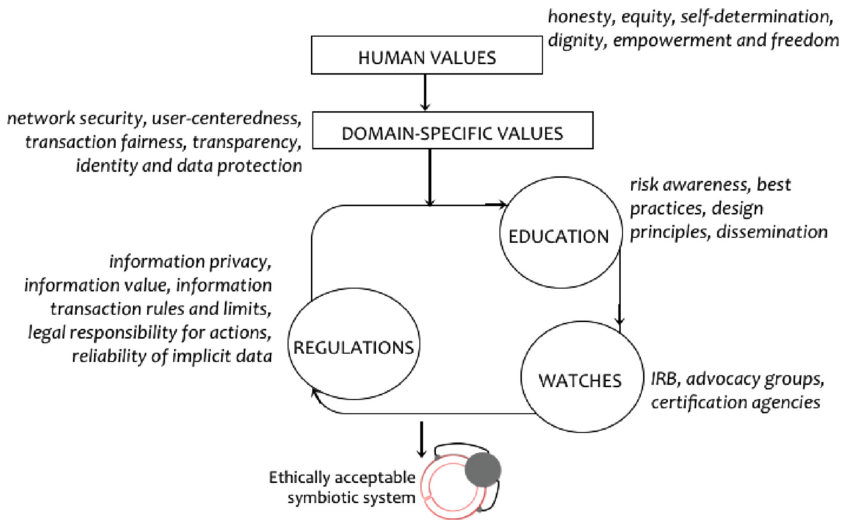 honesty, equity, self-determination,
dignity, empowerment and freedom
HUMAN VALUES
network security, user-centeredness,
transaction fairness, transparency,
identity and data protection
DOMAIN-SPECIFIC VALUES
risk awareness, best
practices, design
principles, dissemination
EDUCATION
information privacy,
information value, information
transaction rules and limits,
legal responsibility for actions,
reliability of implicit data
REGULATIONS
WATCHES
IRB, advocacy groups,
certification agencies
Ethically acceptable
symbiotic system